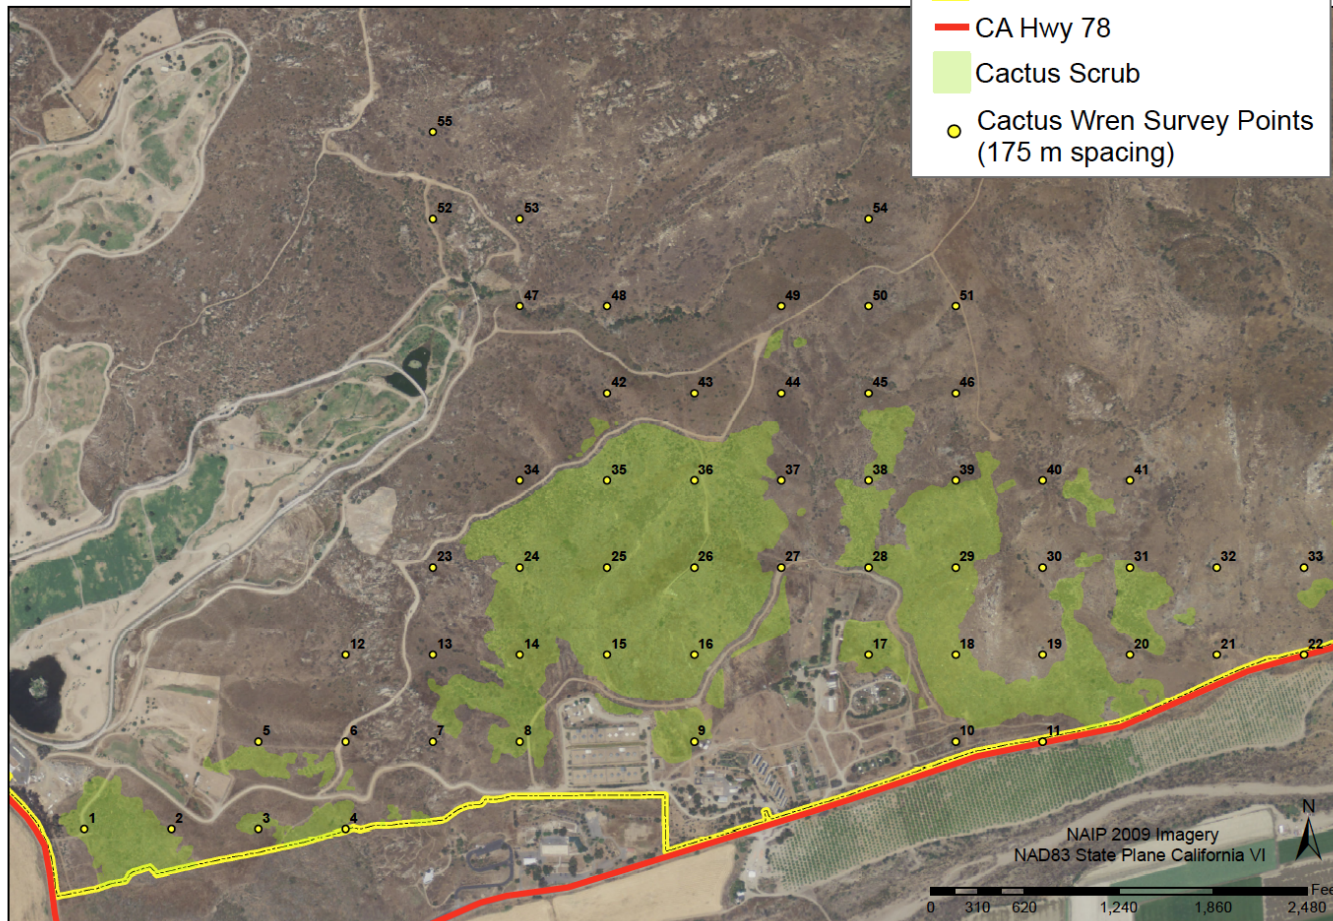 CA Hwy 78
Cactus Scrub
Cactus Wren Survey Points
(175 m spacing)
55
52 53 54
47 48 49 50 51
42 43 44 45 46
34 35 36 37 38 39 40 41
23 24 25 26 27 28 29 30 31 32 33
12 13 14 15 16 17 18 19 20 21 22
5 6 7 8 9 10 11
1 2 3 4
N
NAIP 2009 Imagery
NAD83 State Plane California VI
Fee
0 310 620 1,240 1,860 2,480